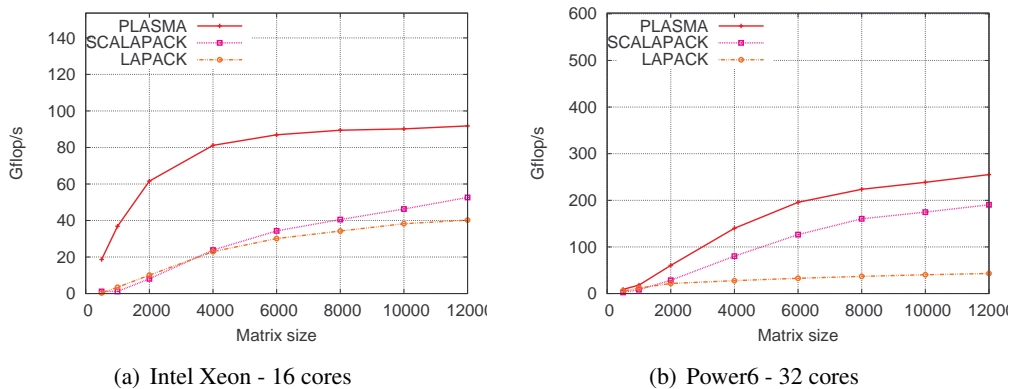 PLASMA
SCALAPACK
LAPACK
140
120
100
80
60
40
20
0
Gflop/s
0 2000 4000 6000 8000 10000 12000
Matrix size
(a) Intel Xeon - 16 cores
PLASMA
SCALAPACK
LAPACK
600
500
400
300
200
100
0
Gflop/s
0 2000 4000 6000 8000 10000 12000
Matrix size
(b) Power6 - 32 cores